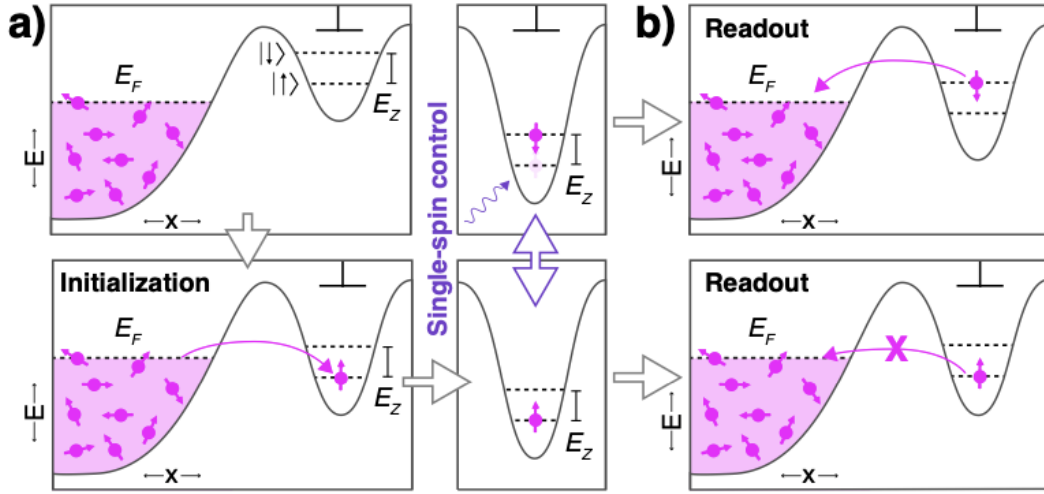 a)
E_F
|↓⟩
|↑⟩
E_Z
←E→
←x→
Initialization
E_F
E_Z
←E→
←x→
Single-spin control
E_Z
E_Z
b)
Readout
E_F
←E→
←x→
Readout
E_F
X
←E→
←x→